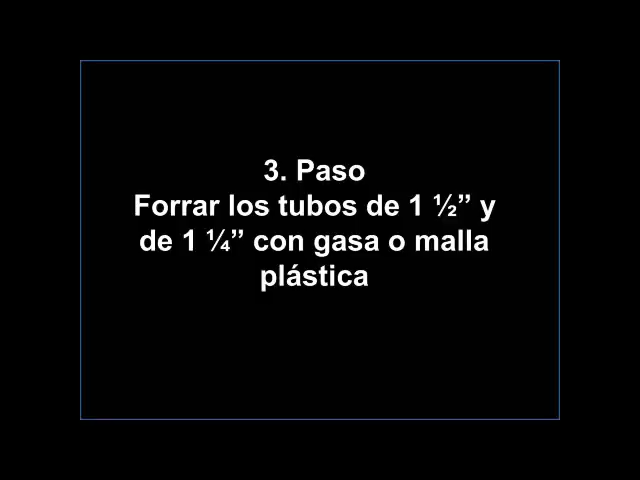 3. Paso
Forrar los tubos de 1 ½” y
de 1 ¼” con gasa o malla
plástica